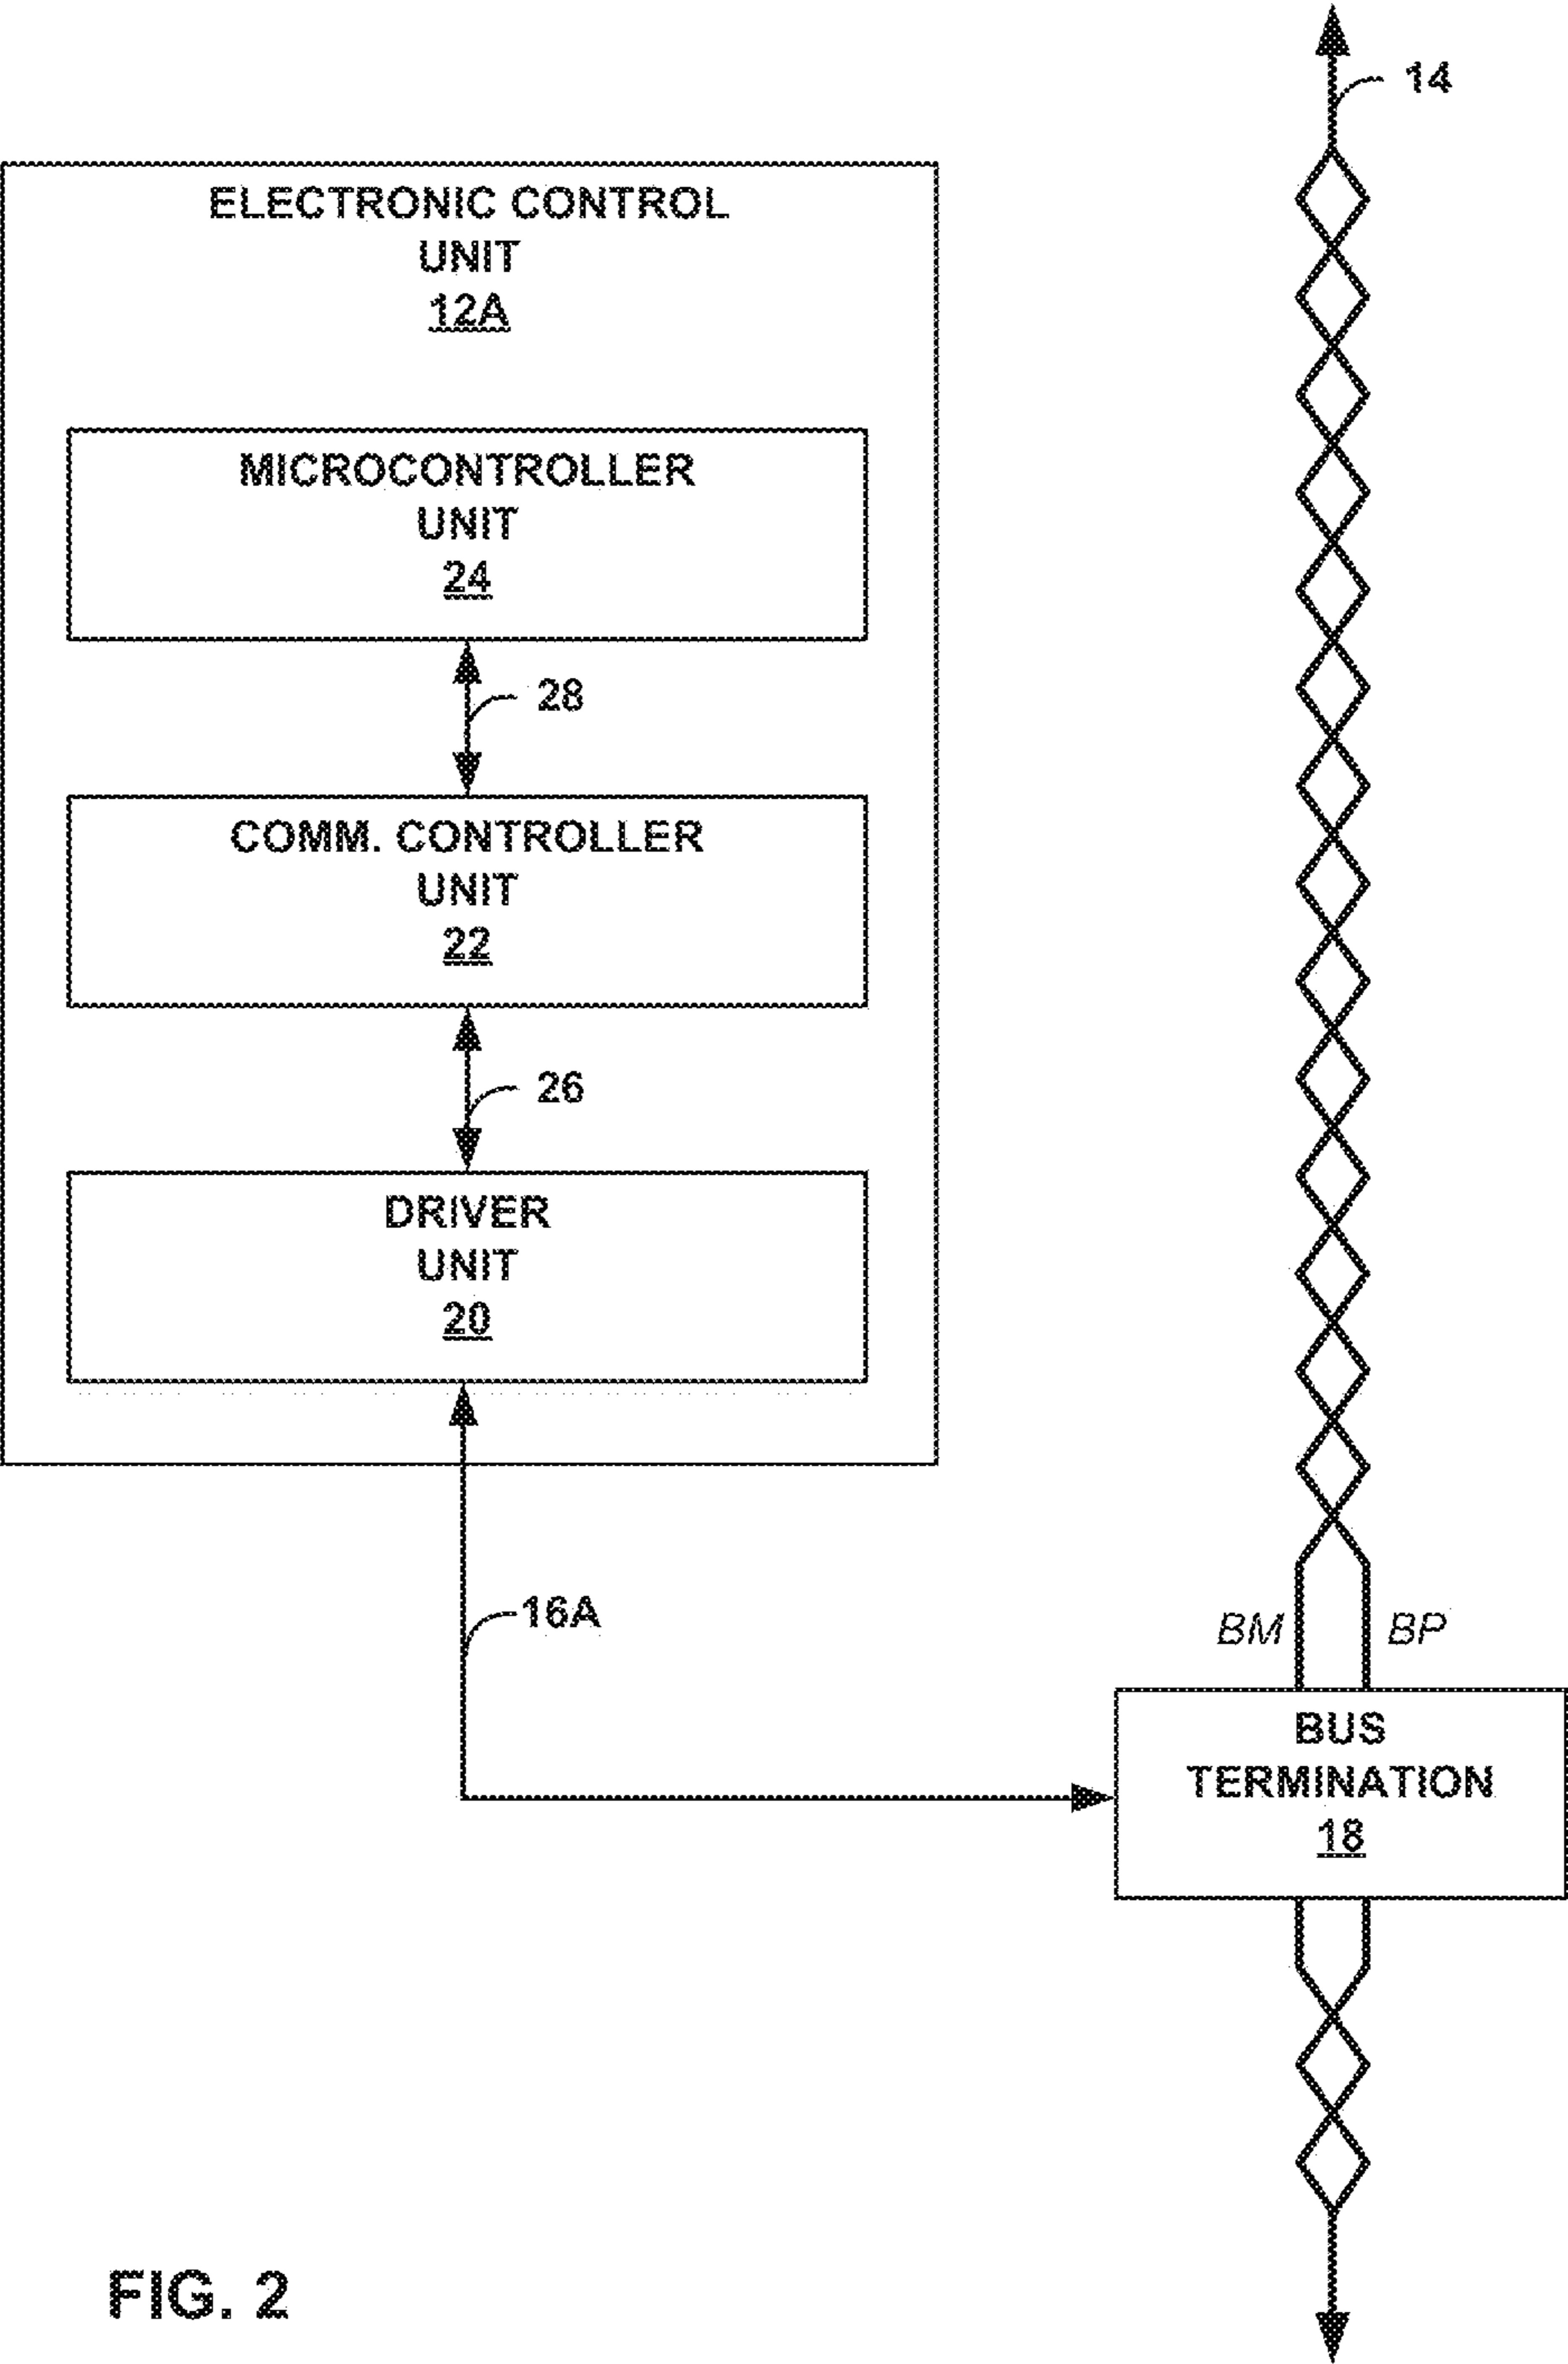 14
ELECTRONIC CONTROL
UNIT
12A
MICROCONTROLLER
UNIT
24
28
COMM. CONTROLLER
UNIT
22
26
DRIVER
UNIT
20
16A
BM
BP
BUS
TERMINATION
18
FIG. 2